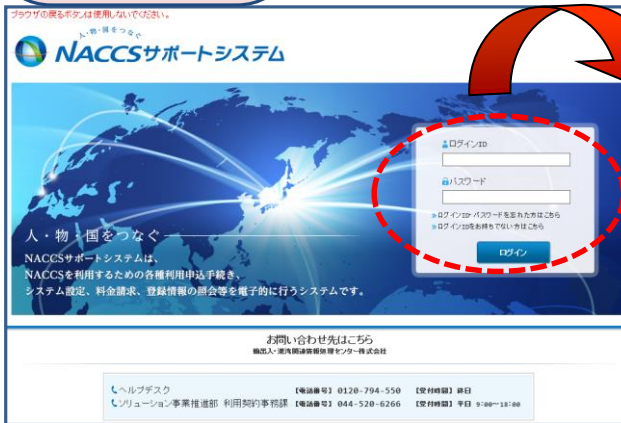 ブラウザの戻るボタンは使用しないでください。
人・物・国をつなぐ
NACCSサポートシステム
ログインID
パスワード
ログインID・パスワードを忘れた方はこちら
ログインIDをお持ちでない方はこちら
ログイン
人・物・国をつなぐ
NACCSサポートシステムは、
NACCSを利用するための各種利用申込手続き、
システム設定、料金請求、登録情報の照会等を電子的に行うシステムです。
お問い合わせ先はこちら
輸出入・港湾関連情報処理センター株式会社
ヘルプデスク 【電話番号】 0120-794-550 【受付時間】 終日
ソリューション事業推進部 利用契約事務課 【電話番号】 044-520-6266 【受付時間】 平日 9:00～18:00